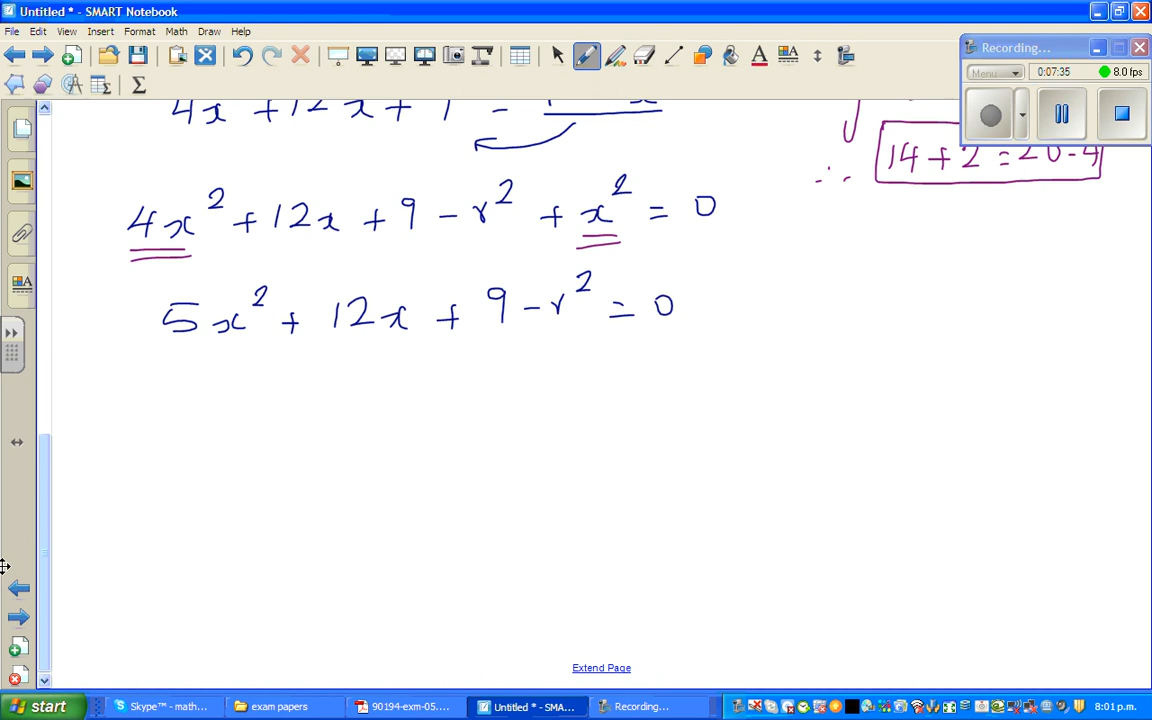 Untitled * - SMART Notebook
File Edit View Insert Format Math Draw Help
Recording...
Menu 0:07:35 8.0 fps
14 + 2 = 20 - 4
∴
4x² + 12x + 9 - r² + x² = 0
5x² + 12x + 9 - r² = 0
Extend Page
start Skype™ - math... exam papers 90194-exm-05.... Untitled * - SMA... Recording... 8:01 p.m.